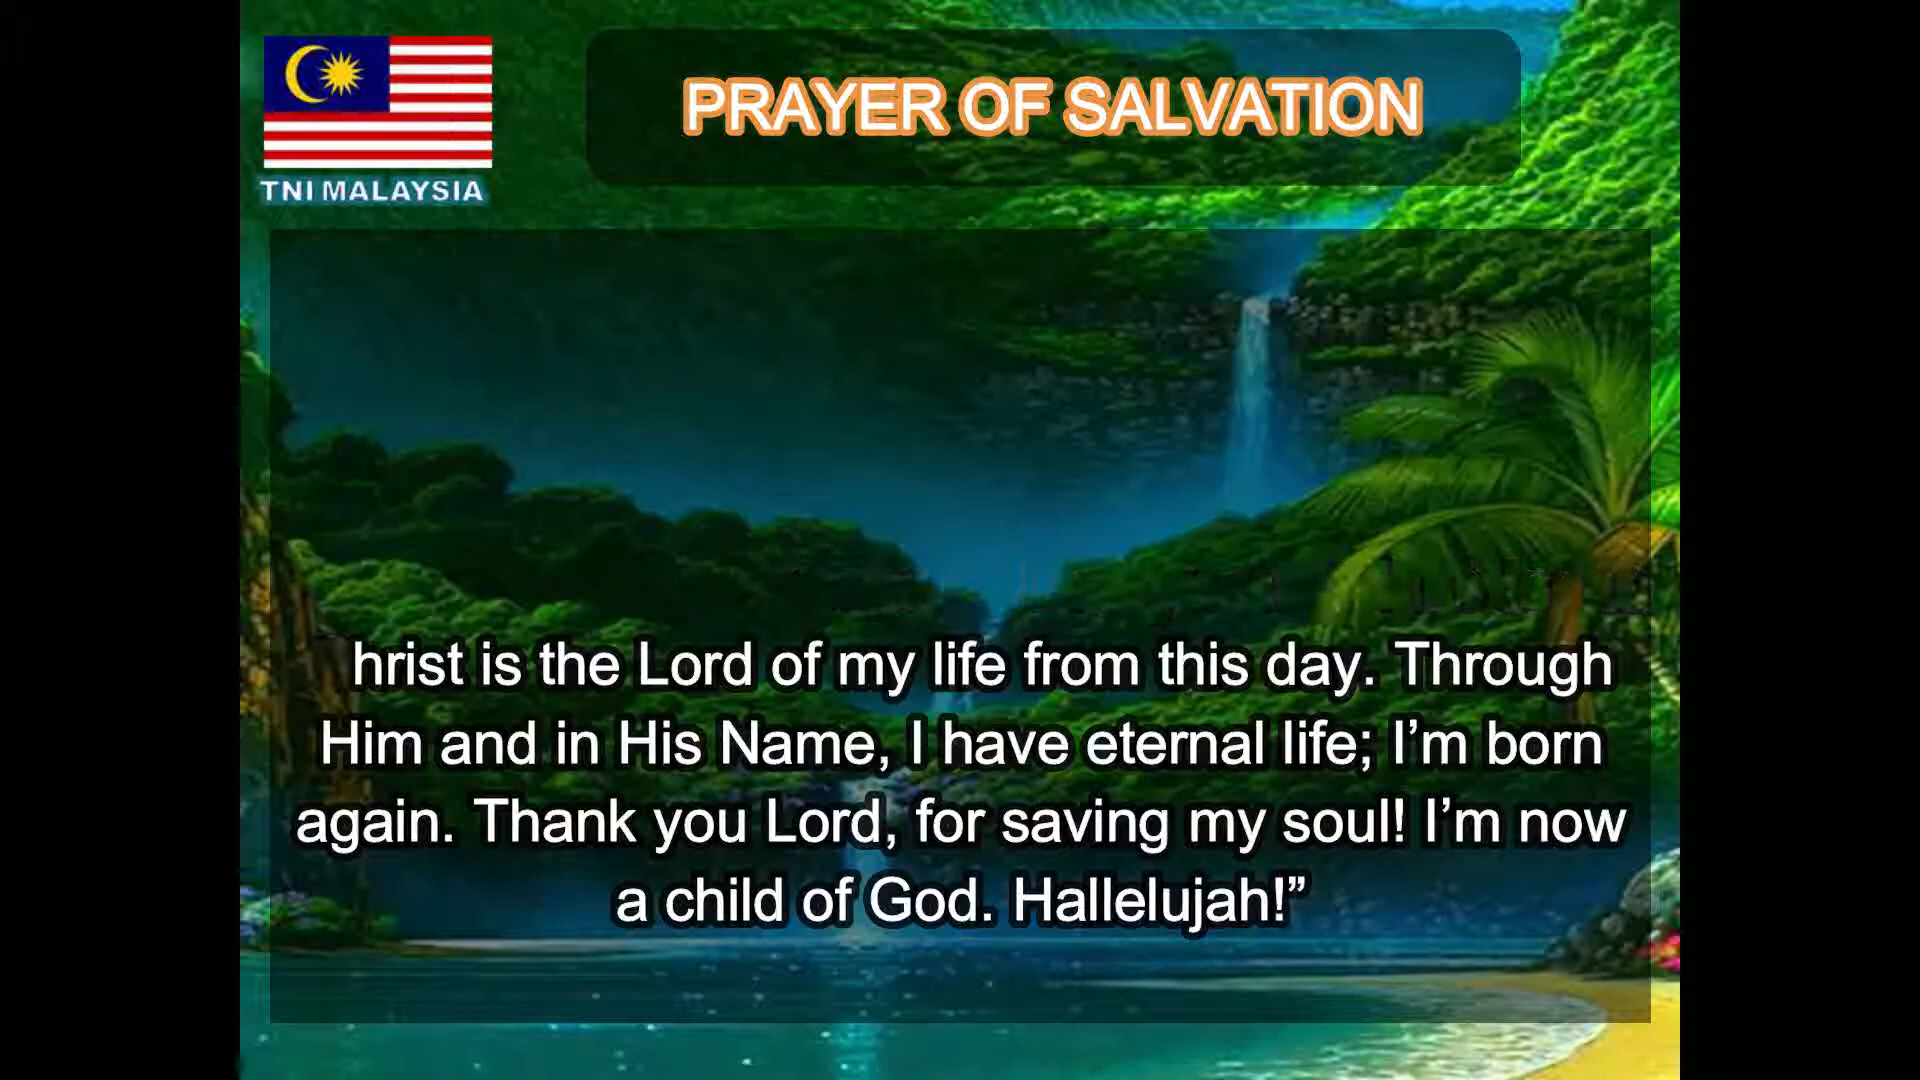 TNI MALAYSIA
PRAYER OF SALVATION
hrist is the Lord of my life from this day. Through
Him and in His Name, I have eternal life; I’m born
again. Thank you Lord, for saving my soul! I’m now
a child of God. Hallelujah!”